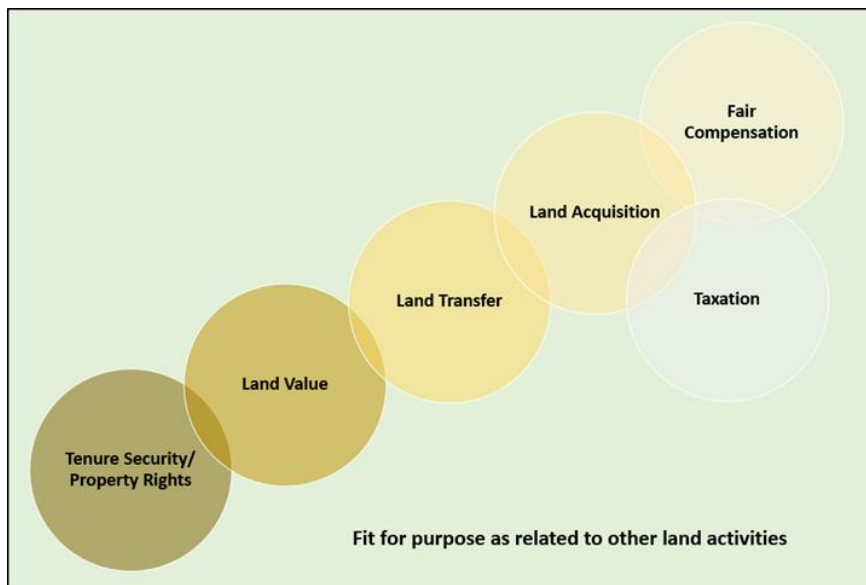 Fair
Compensation
Land Acquisition
Land Transfer
Taxation
Land Value
Tenure Security/
Property Rights
Fit for purpose as related to other land activities